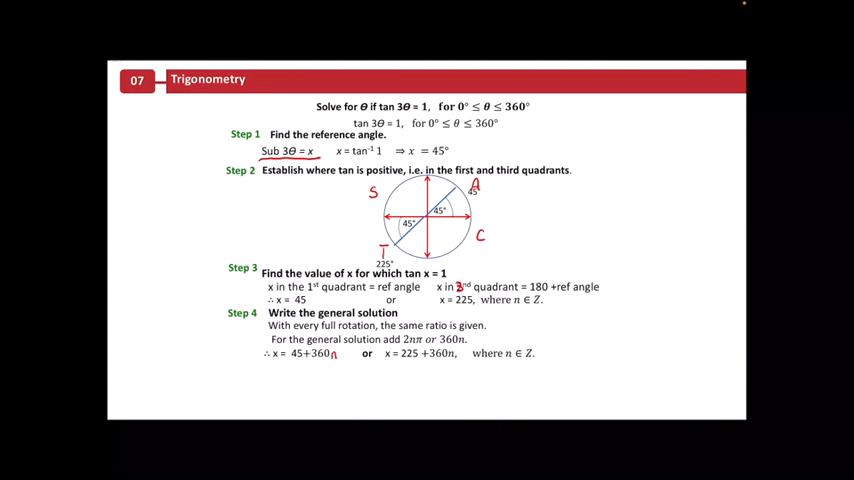 07 Trigonometry
Solve for θ if tan 3θ = 1, for 0° ≤ θ ≤ 360°
tan 3θ = 1, for 0° ≤ θ ≤ 360°
Step 1 Find the reference angle.
Sub 3θ = x x = tan⁻¹ 1 ⇒ x = 45°
Step 2 Establish where tan is positive, i.e. in the first and third quadrants.
S A
45°
45°
45°
T C
225°
Step 3 Find the value of x for which tan x = 1
x in the 1st quadrant = ref angle x in 3nd quadrant = 180 +ref angle
∴ x = 45 or x = 225, where n ∈ Z.
Step 4 Write the general solution
With every full rotation, the same ratio is given.
For the general solution add 2nπ or 360n.
∴ x = 45+360n or x = 225 +360n, where n ∈ Z.